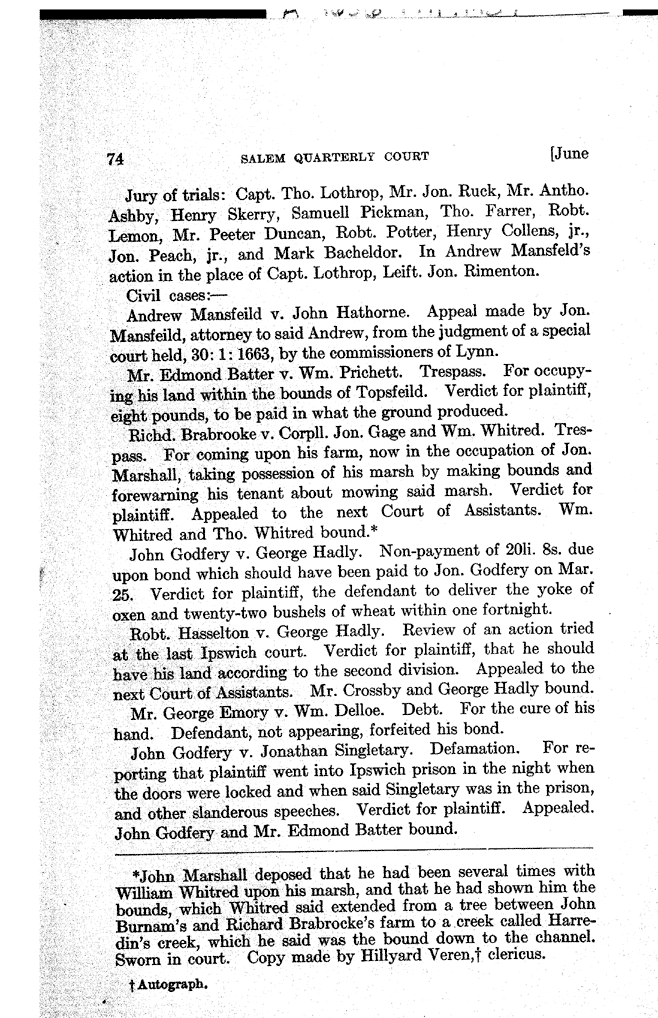 74 SALEM QUARTERLY COURT [June
Jury of trials: Capt. Tho. Lothrop, Mr. Jon. Ruck, Mr. Antho.
Ashby, Henry Skerry, Samuell Pickman, Tho. Farrer, Robt.
Lemon, Mr. Peeter Duncan, Robt. Potter, Henry Collens, jr.,
Jon. Peach, jr., and Mark Bacheldor. In Andrew Mansfeld's
action in the place of Capt. Lothrop, Leift. Jon. Rimenton.
Civil cases:—
Andrew Mansfeild v. John Hathorne. Appeal made by Jon.
Mansfeild, attorney to said Andrew, from the judgment of a special
court held, 30: 1: 1663, by the commissioners of Lynn.
Mr. Edmond Batter v. Wm. Prichett. Trespass. For occupy-
ing his land within the bounds of Topsfeild. Verdict for plaintiff,
eight pounds, to be paid in what the ground produced.
Richd. Brabrooke v. Corpll. Jon. Gage and Wm. Whitred. Tres-
pass. For coming upon his farm, now in the occupation of Jon.
Marshall, taking possession of his marsh by making bounds and
forewarning his tenant about mowing said marsh. Verdict for
plaintiff. Appealed to the next Court of Assistants. Wm.
Whitred and Tho. Whitred bound.*
John Godfery v. George Hadly. Non-payment of 20li. 8s. due
upon bond which should have been paid to Jon. Godfery on Mar.
25. Verdict for plaintiff, the defendant to deliver the yoke of
oxen and twenty-two bushels of wheat within one fortnight.
Robt. Hasselton v. George Hadly. Review of an action tried
at the last Ipswich court. Verdict for plaintiff, that he should
have his land according to the second division. Appealed to the
next Court of Assistants. Mr. Crossby and George Hadly bound.
Mr. George Emory v. Wm. Delloe. Debt. For the cure of his
hand. Defendant, not appearing, forfeited his bond.
John Godfery v. Jonathan Singletary. Defamation. For re-
porting that plaintiff went into Ipswich prison in the night when
the doors were locked and when said Singletary was in the prison,
and other slanderous speeches. Verdict for plaintiff. Appealed.
John Godfery and Mr. Edmond Batter bound.
*John Marshall deposed that he had been several times with
William Whitred upon his marsh, and that he had shown him the
bounds, which Whitred said extended from a tree between John
Burnam's and Richard Brabrocke's farm to a creek called Harre-
din's creek, which he said was the bound down to the channel.
Sworn in court. Copy made by Hillyard Veren,† clericus.
†Autograph.